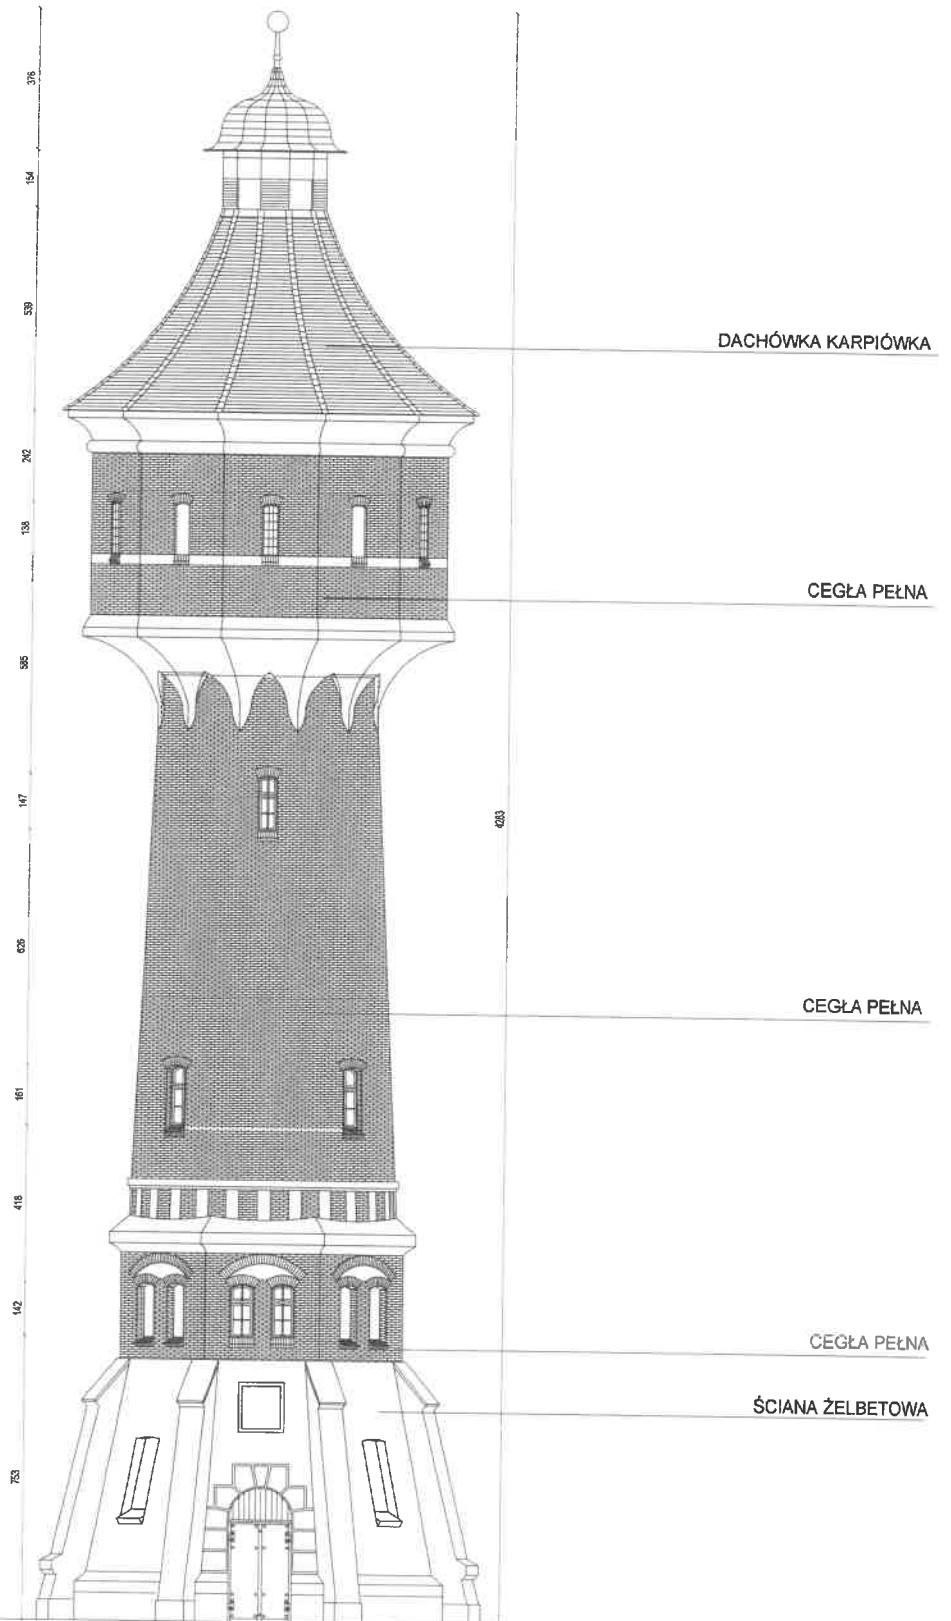 376
154
539
DACHÓWKA KARPIÓWKA
242
138
CEGŁA PEŁNA
585
147
4283
626
CEGŁA PEŁNA
161
418
142
CEGŁA PEŁNA
ŚCIANA ŻELBETOWA
753